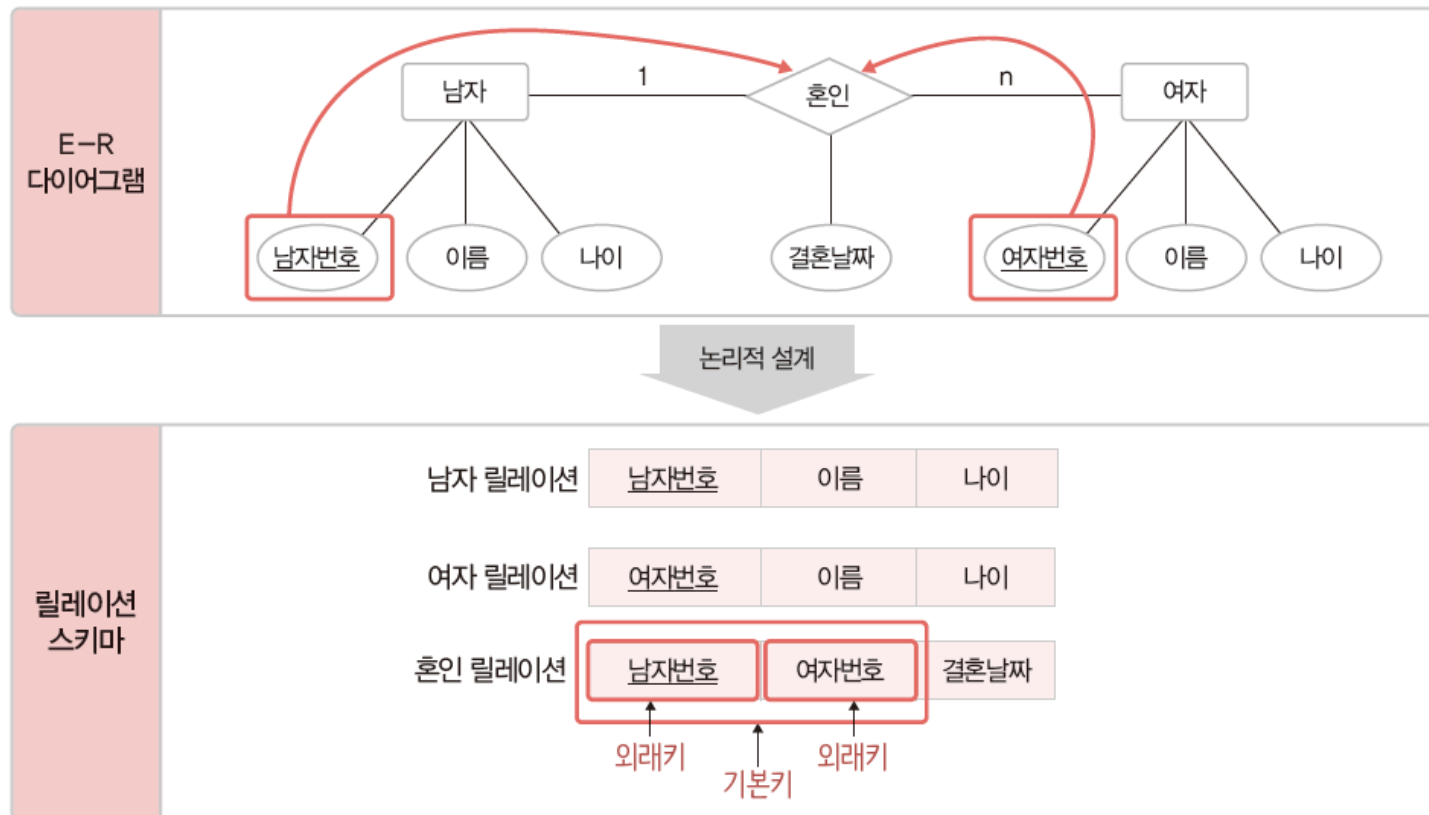 E-R
다이어그램
남자
1
혼인
n
여자
남자번호
이름
나이
결혼날짜
여자번호
이름
나이
논리적 설계
릴레이션
스키마
남자 릴레이션 남자번호 이름 나이
여자 릴레이션 여자번호 이름 나이
혼인 릴레이션 남자번호 여자번호 결혼날짜
외래키
기본키
외래키